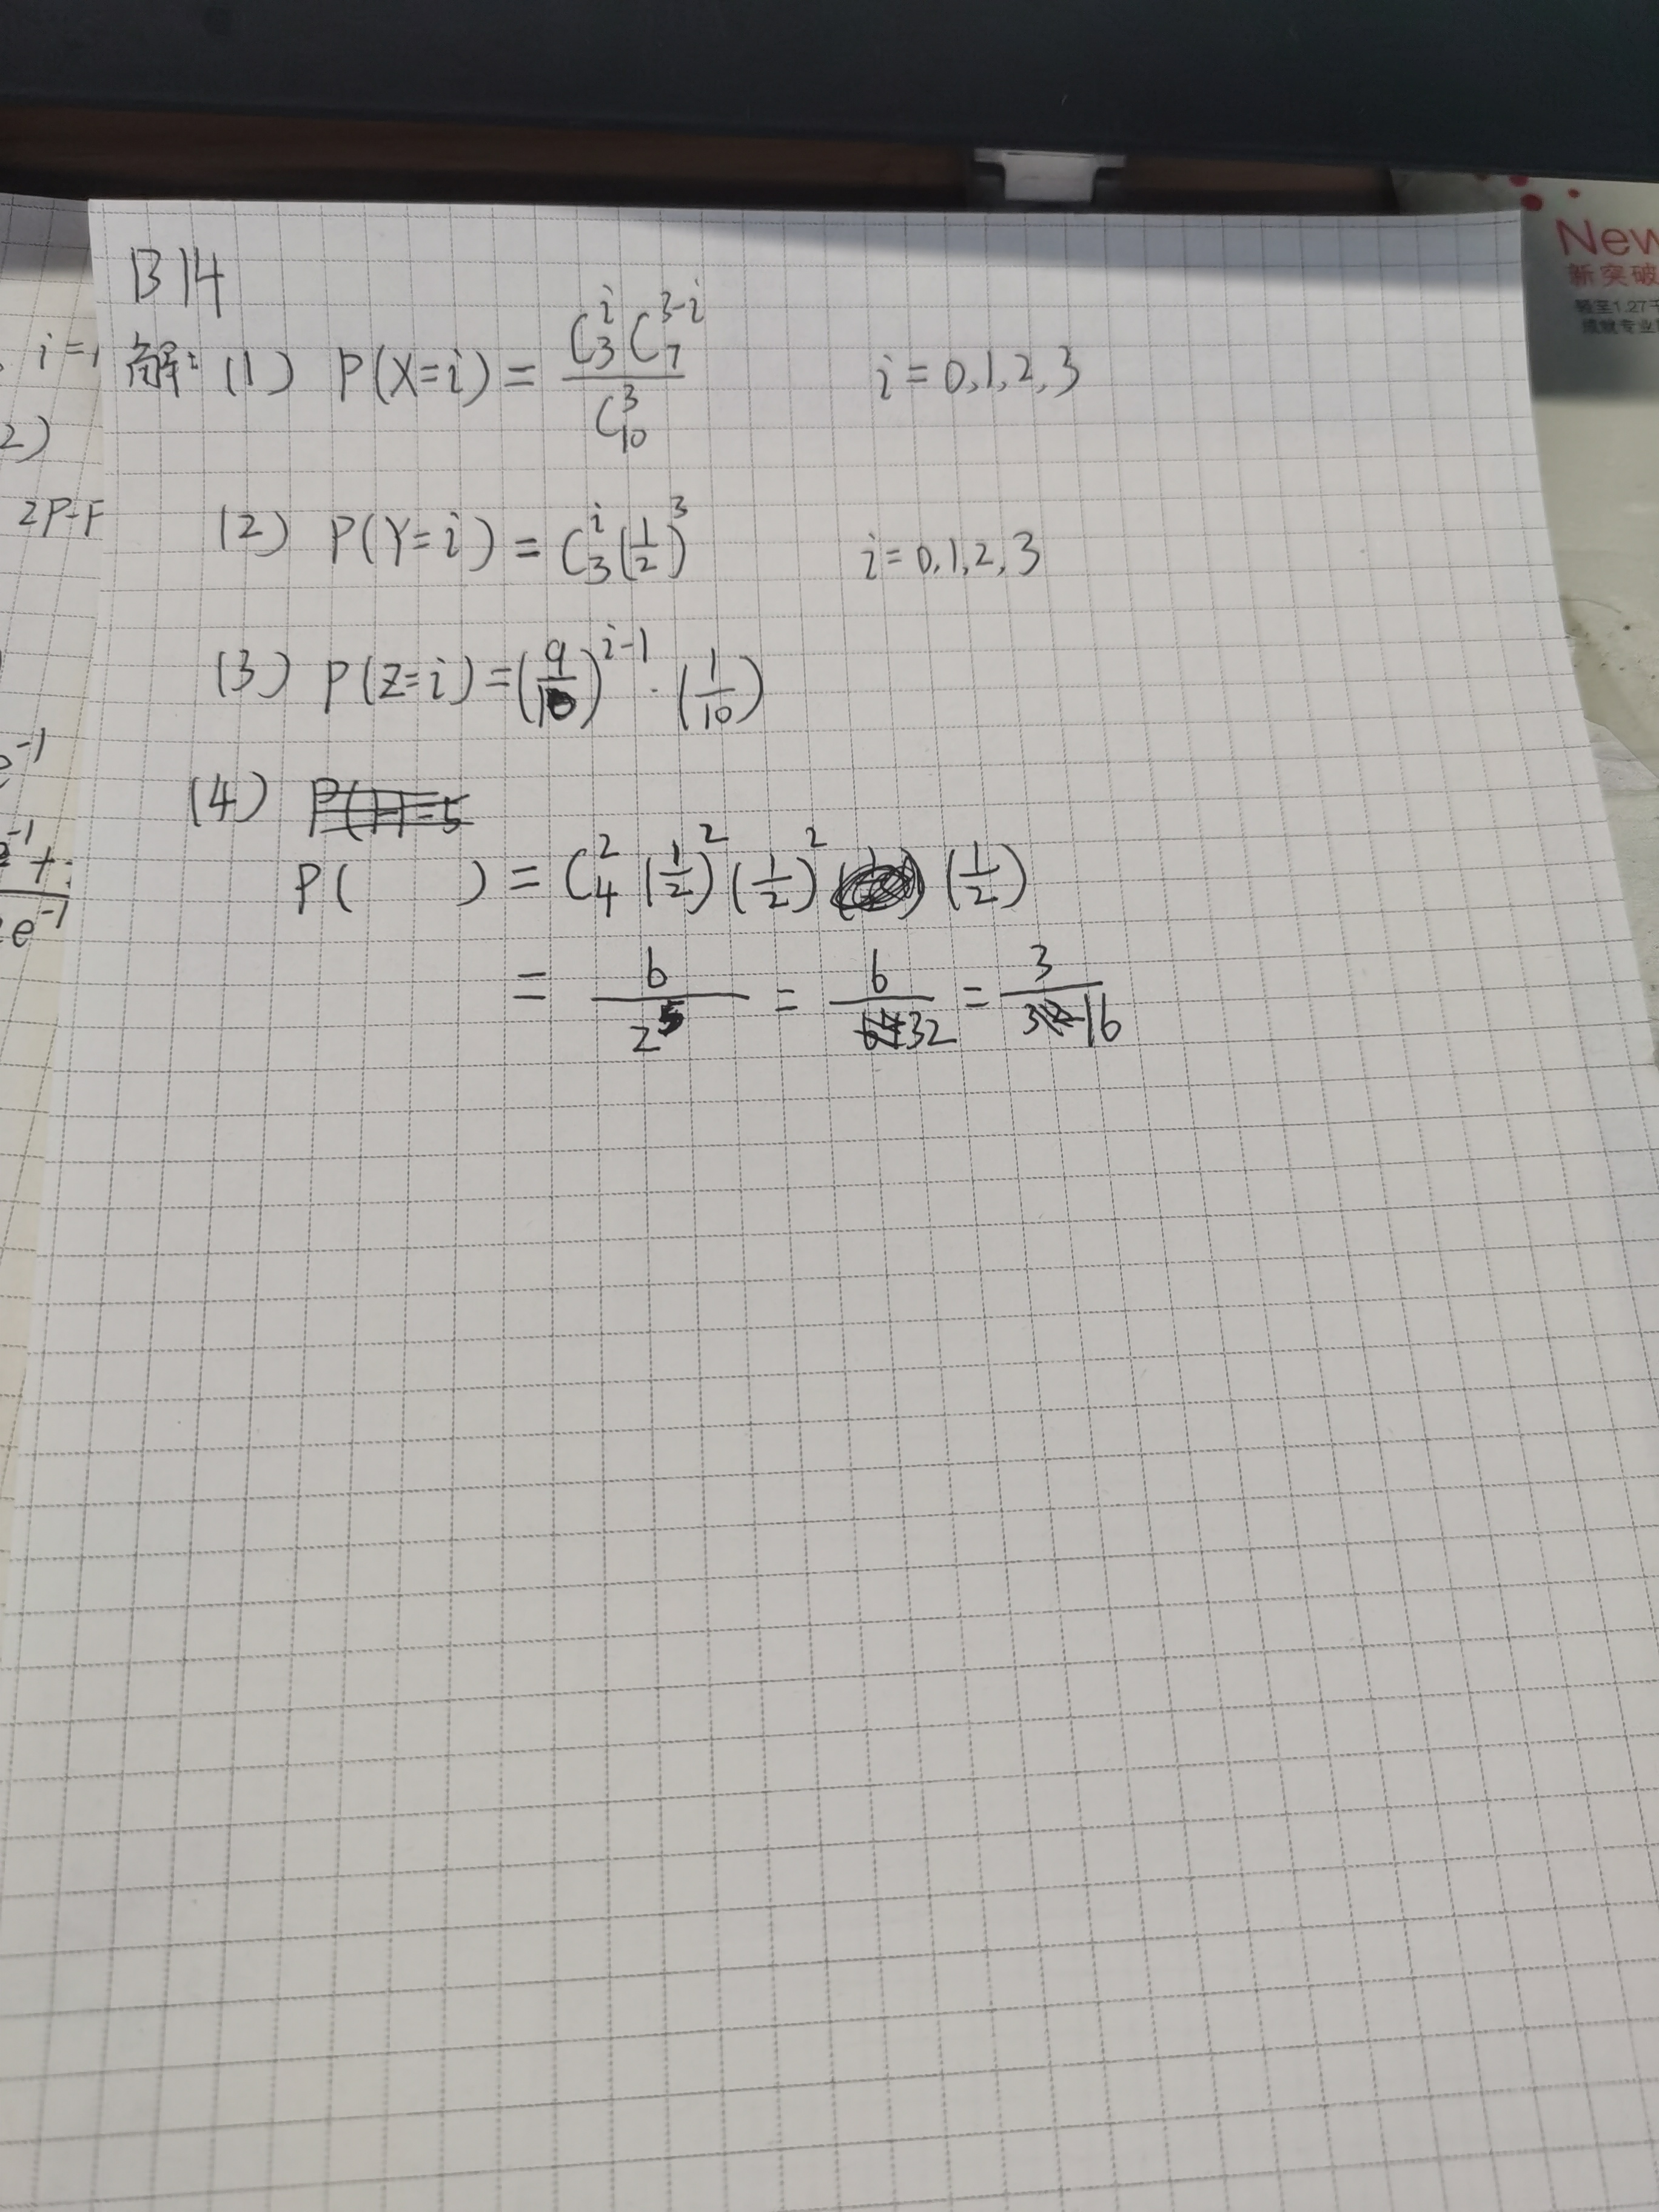 B14
解: (1) P(X=i) = \frac{C_3^i C_7^{3-i}}{C_{10}^3} i = 0,1,2,3
(2) P(Y=i) = C_3^i (\frac{1}{2})^3 i = 0,1,2,3
(3) P(Z=i) = (\frac{9}{10})^{i-1} · (\frac{1}{10})
(4)
P( ) = C_4^2 (\frac{1}{2})^2 (\frac{1}{2})^2 (\frac{1}{2})
= \frac{6}{2^5} = \frac{6}{32} = \frac{3}{16}
i=
2)
2P-F
e^{-1}
e^{-1}
New
新突破